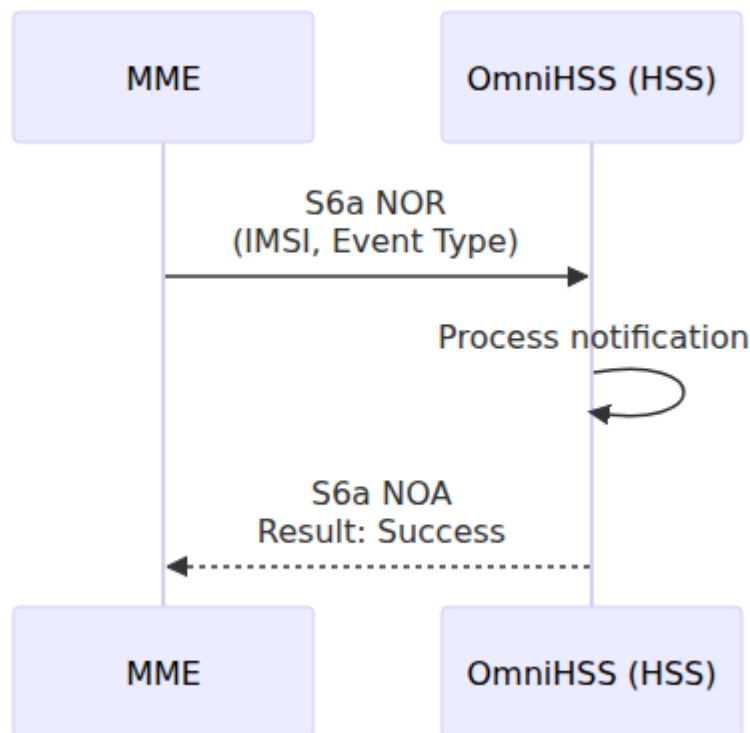 MME
OmniHSS (HSS)
S6a NOR
(IMSI, Event Type)
Process notification
S6a NOA
Result: Success
MME
OmniHSS (HSS)